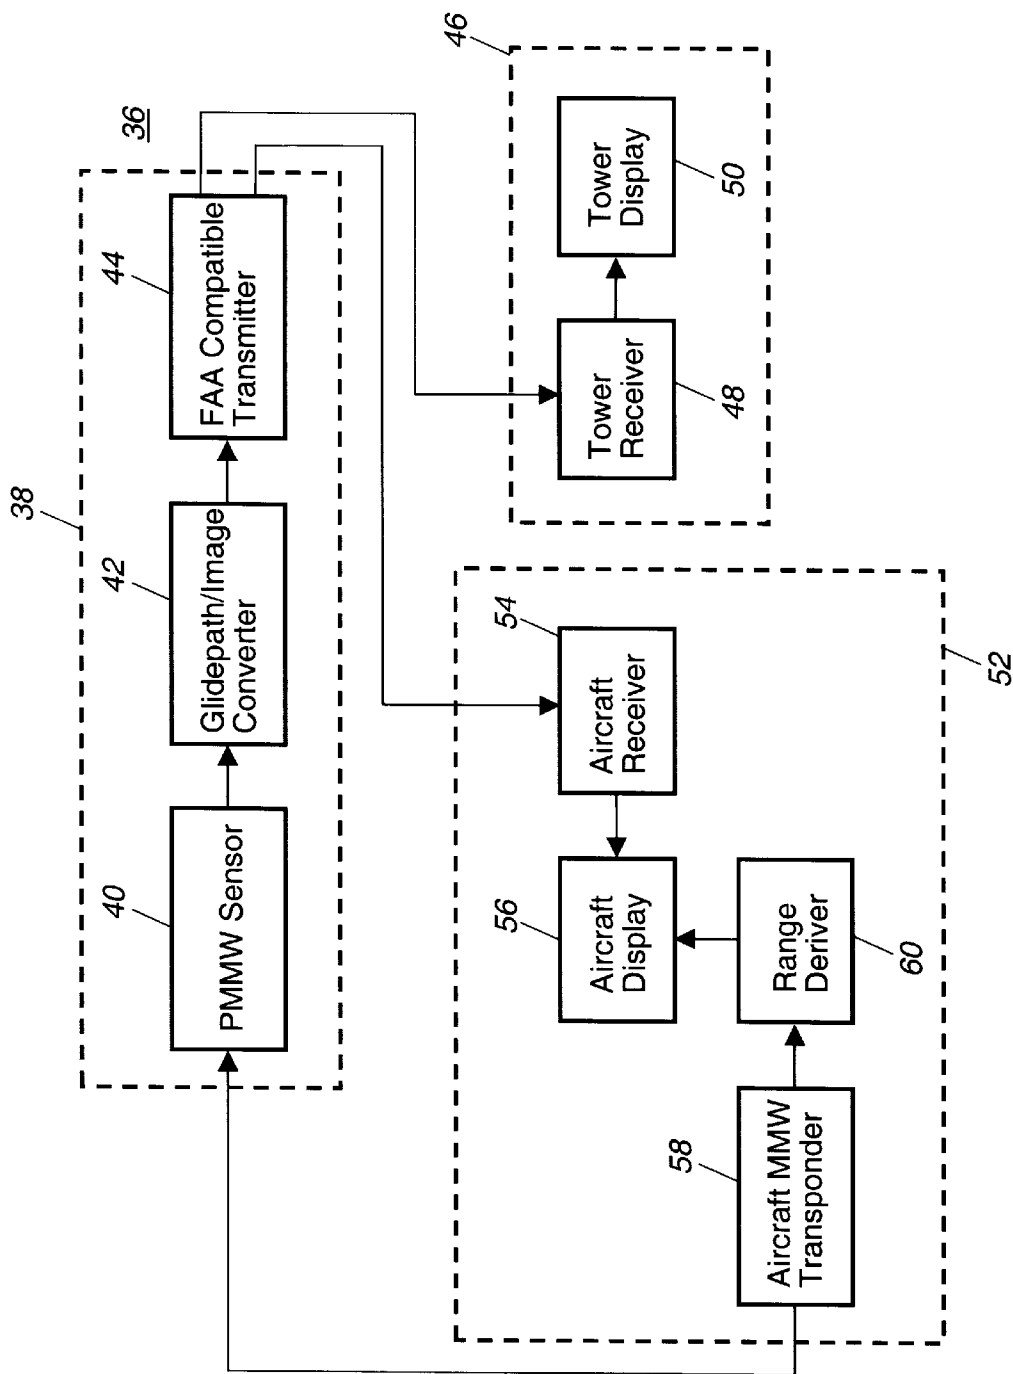 36
38
40
PMMW Sensor
42
Glidepath/Image
Converter
44
FAA Compatible
Transmitter
46
Tower
Receiver
48
Tower
Display
50
52
54
Aircraft
Receiver
56
Aircraft
Display
58
Aircraft MMW
Transponder
Range
Deriver
60